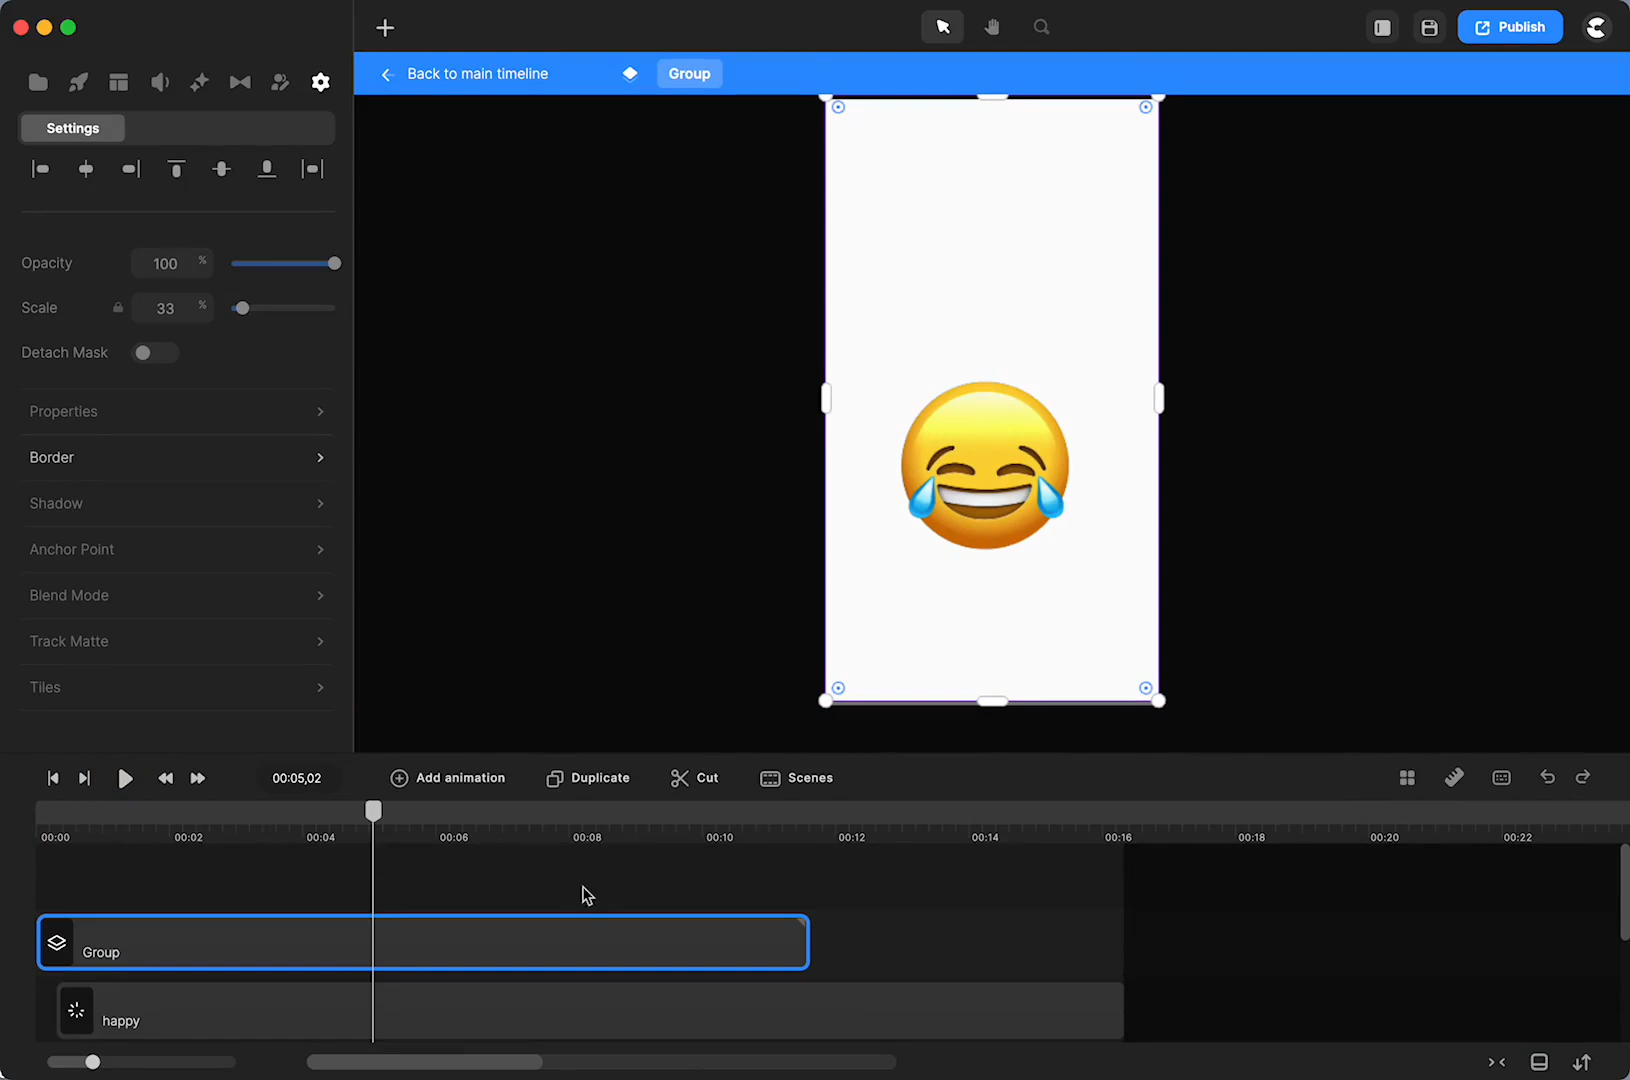 Publish
Back to main timeline
Group
Settings
Opacity
100
%
Scale
33
%
Detach Mask
Properties
Border
Shadow
Anchor Point
Blend Mode
Track Matte
Tiles
00:05,02
Add animation
Duplicate
Cut
Scenes
00:00
00:02
00:04
00:06
00:08
00:10
00:12
00:14
00:16
00:18
00:20
00:22
Group
happy